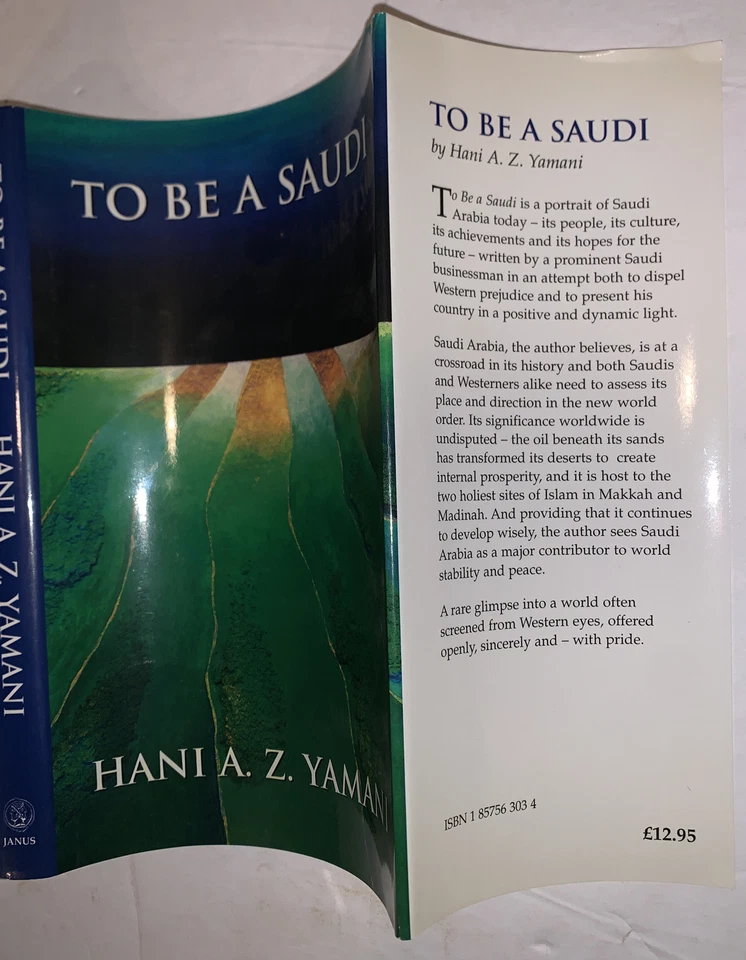 TO BE A SAUDI HANI A. Z. YAMANI
JANUS
TO BE A SAUDI
HANI A. Z. YAMANI
TO BE A SAUDI
by Hani A. Z. Yamani
To Be a Saudi is a portrait of Saudi
Arabia today – its people, its culture,
its achievements and its hopes for the
future – written by a prominent Saudi
businessman in an attempt both to dispel
Western prejudice and to present his
country in a positive and dynamic light.
Saudi Arabia, the author believes, is at a
crossroad in its history and both Saudis
and Westerners alike need to assess its
place and direction in the new world
order. Its significance worldwide is
undisputed – the oil beneath its sands
has transformed its deserts to create
internal prosperity, and it is host to the
two holiest sites of Islam in Makkah and
Madinah. And providing that it continues
to develop wisely, the author sees Saudi
Arabia as a major contributor to world
stability and peace.
A rare glimpse into a world often
screened from Western eyes, offered
openly, sincerely and – with pride.
ISBN 1 85756 303 4
£12.95